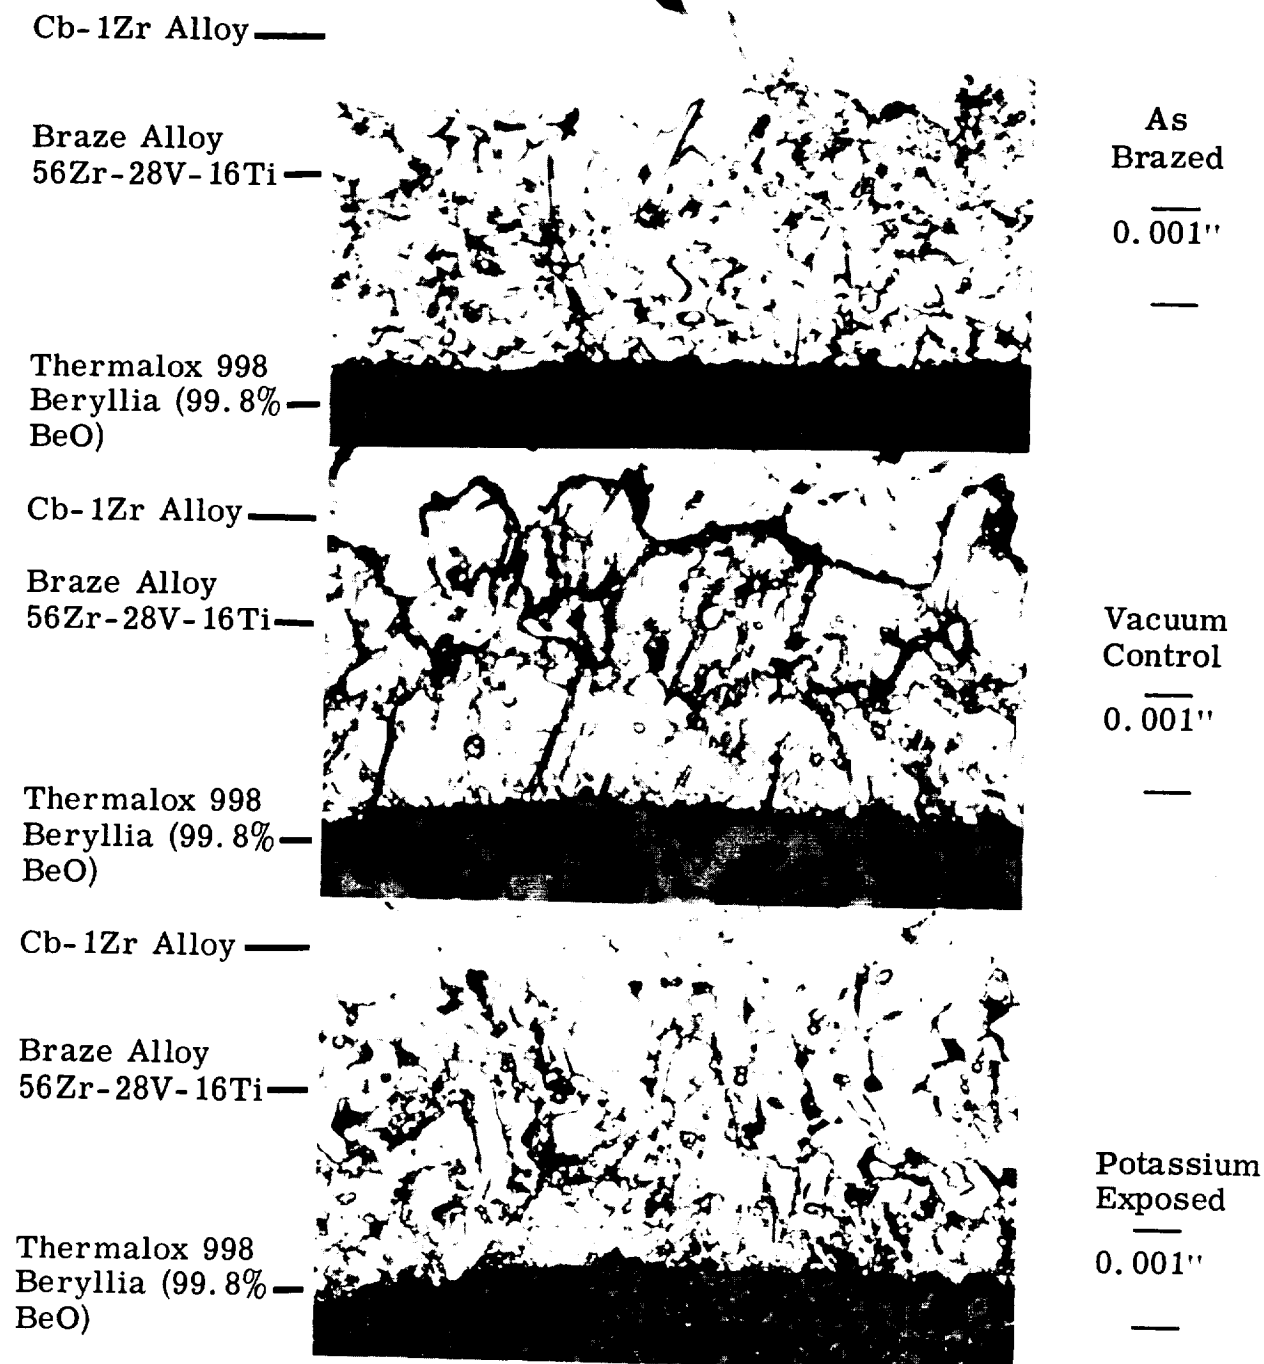 Cb-1Zr Alloy
Braze Alloy
56Zr-28V-16Ti
As
Brazed
0.001"
Thermalox 998
Beryllia (99.8%
BeO)
Cb-1Zr Alloy
Braze Alloy
56Zr-28V-16Ti
Vacuum
Control
0.001"
Thermalox 998
Beryllia (99.8%
BeO)
Cb-1Zr Alloy
Braze Alloy
56Zr-28V-16Ti
Potassium
Exposed
0.001"
Thermalox 998
Beryllia (99.8%
BeO)